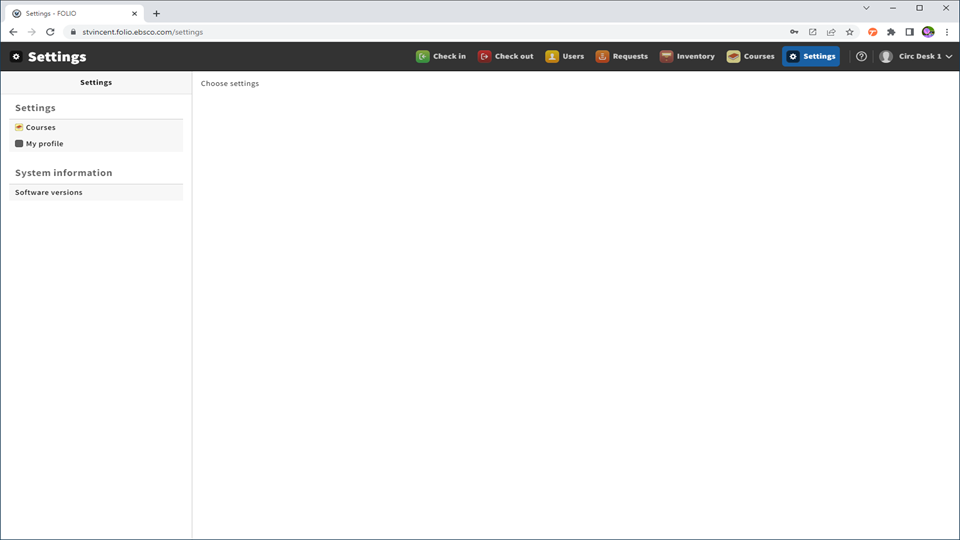 Settings - FOLIO
stvincent.folio.ebsco.com/settings
Settings
Check in
Check out
Users
Requests
Inventory
Courses
Settings
Circ Desk 1
Settings
Choose settings
Settings
Courses
My profile
System information
Software versions